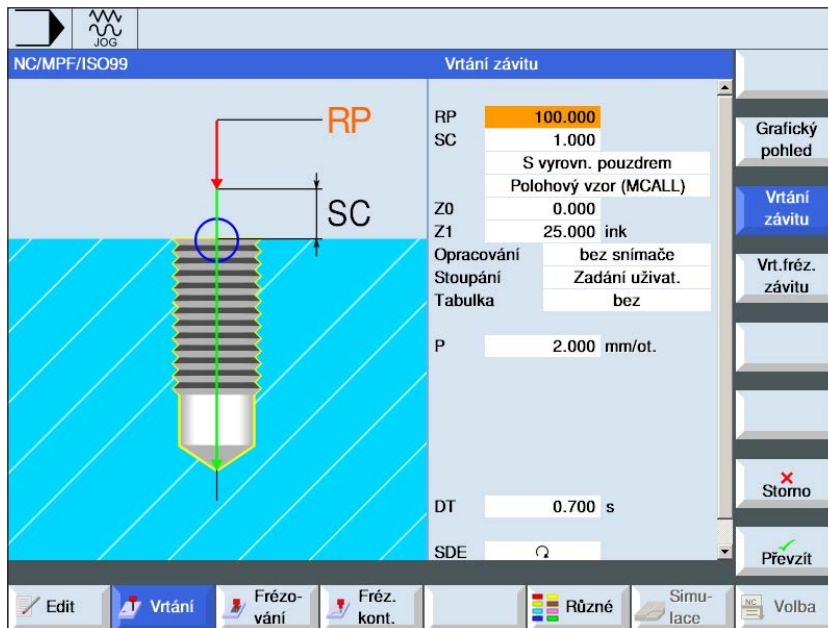 JOG
NC/MPF/ISO99
Vrtání závitu
RP
SC
RP 100.000
SC 1.000
S vyrovn. pouzdrem
Polohový vzor (MCALL)
Z0 0.000
Z1 25.000 ink
Opracování bez snímače
Stoupání Zadání uživat.
Tabulka bez
P 2.000 mm/ot.
DT 0.700 s
SDE
Grafický
pohled
Vrtání
závitu
Vrt.fréz.
závitu
Storno
Převzít
Edit
Vrtání
Frézo-
vání
Fréz.
kont.
Různé
Simu-
lace
NC
Volba